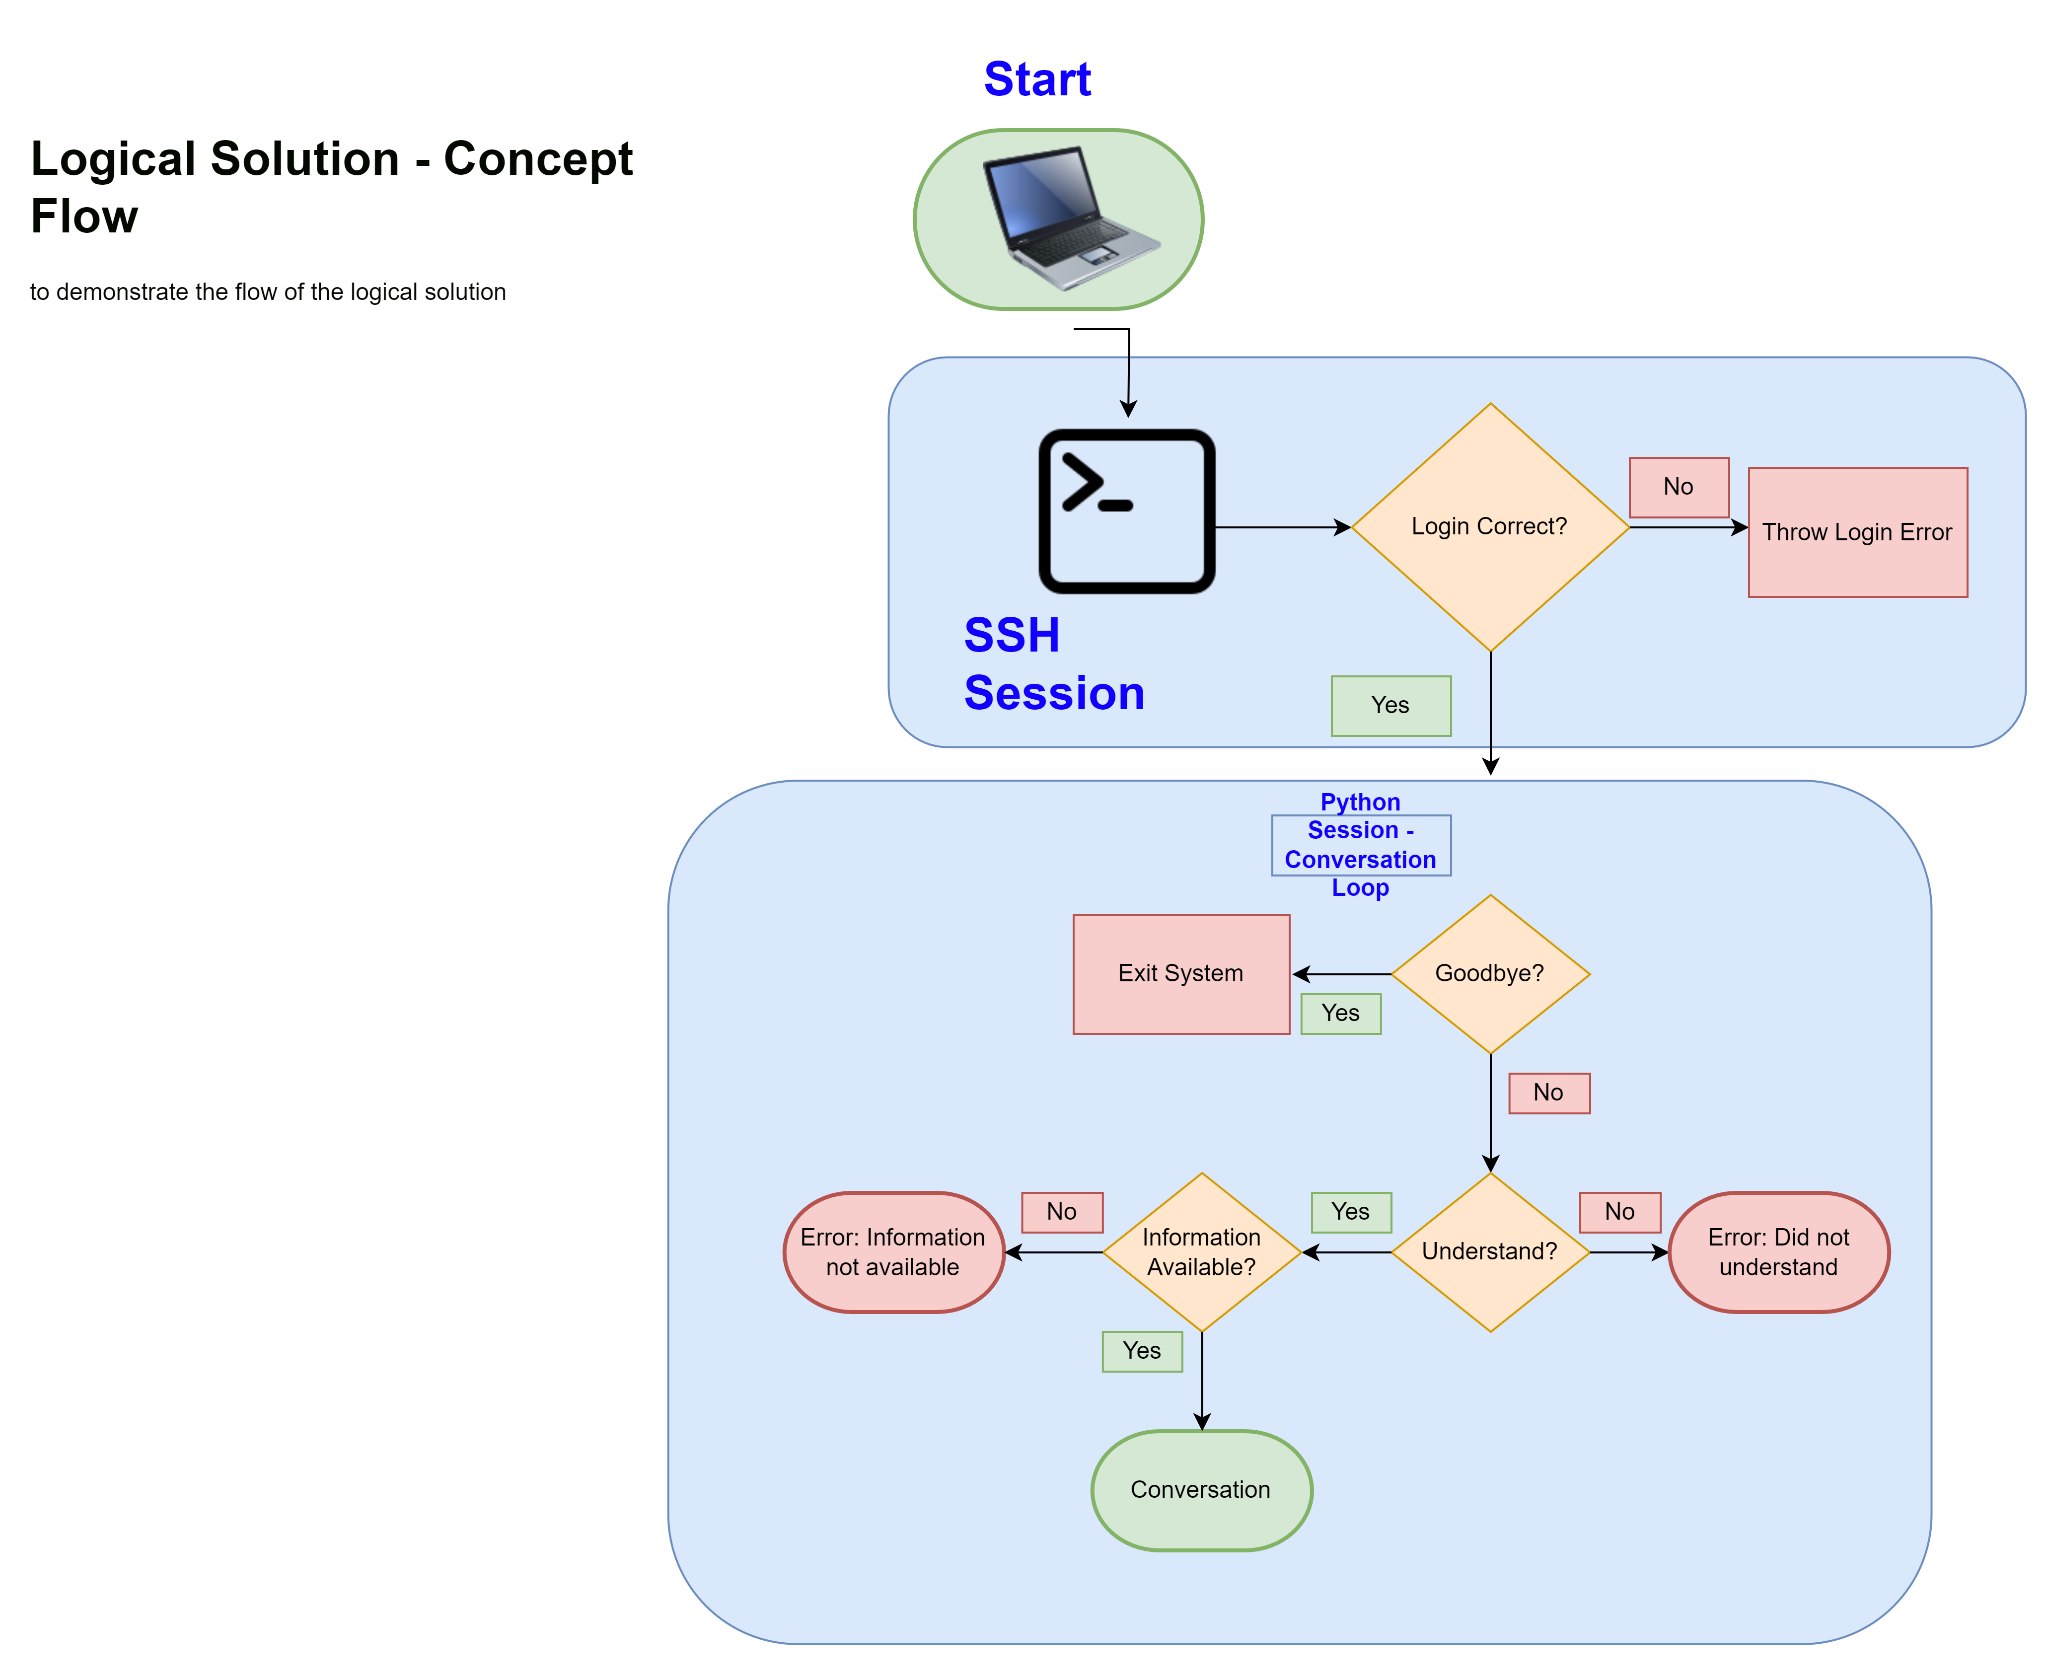 Start
Logical Solution - Concept
Flow
to demonstrate the flow of the logical solution
>_
Login Correct?
No
Throw Login Error
SSH
Session
Yes
Python
Session -
Conversation
Loop
Exit System
Goodbye?
Yes
No
Error: Information
not available
No
Information
Available?
Yes
Understand?
No
Error: Did not
understand
Yes
Conversation